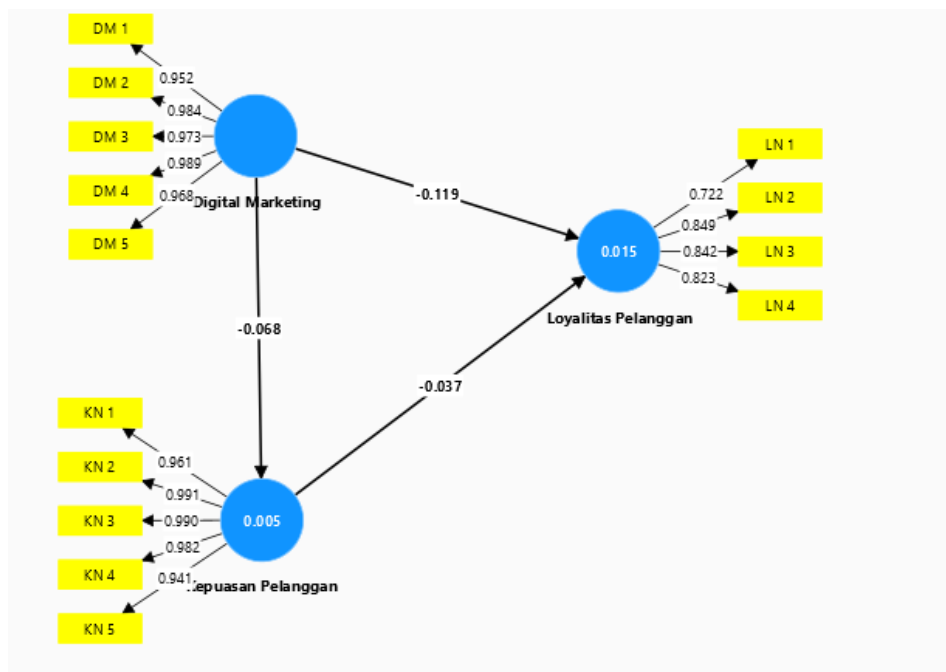 DM 1
0.952
DM 2
0.984
DM 3
0.973
DM 4
0.989
DM 5
0.968
Digital Marketing
-0.119
-0.068
LN 1
0.722
LN 2
0.849
LN 3
0.842
LN 4
0.823
0.015
Loyalitas Pelanggan
-0.037
KN 1
0.961
KN 2
0.991
KN 3
0.990
KN 4
0.982
KN 5
0.941
0.005
epuasan Pelanggan